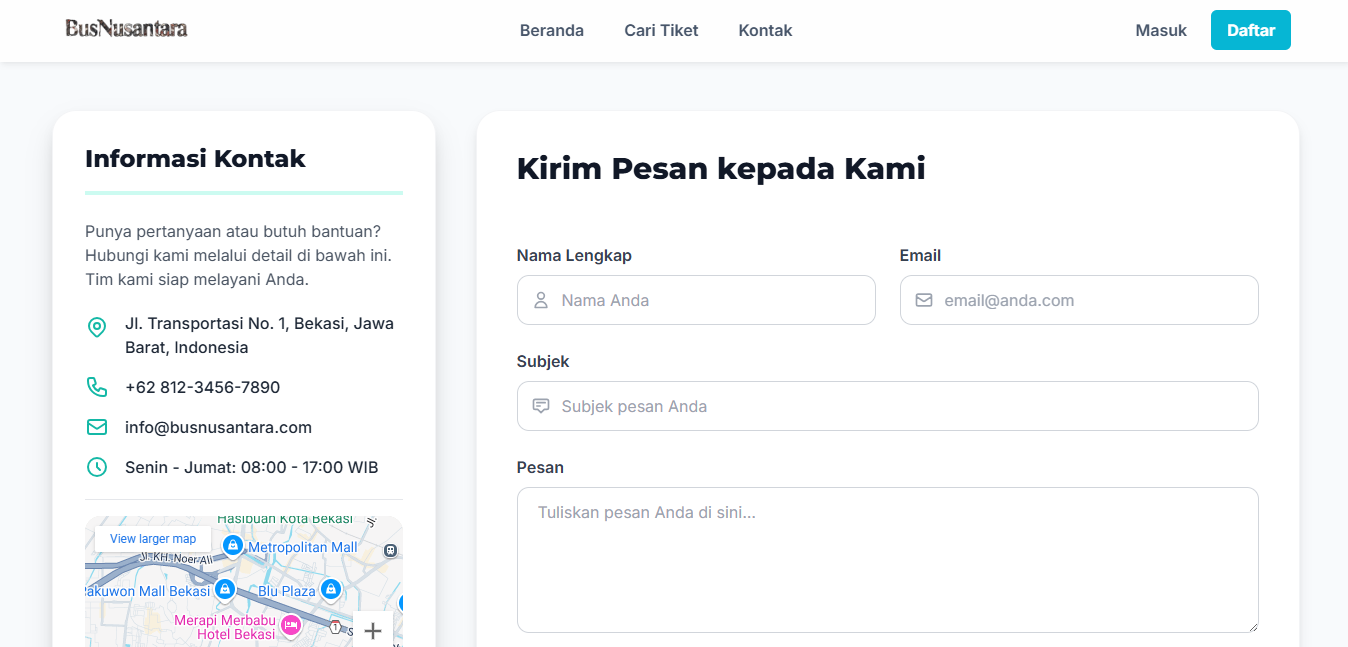 BusNusantara
Beranda
Cari Tiket
Kontak
Masuk
Daftar
Informasi Kontak
Punya pertanyaan atau butuh bantuan?
Hubungi kami melalui detail di bawah ini.
Tim kami siap melayani Anda.
Jl. Transportasi No. 1, Bekasi, Jawa
Barat, Indonesia
+62 812-3456-7890
info@busnusantara.com
Senin - Jumat: 08:00 - 17:00 WIB
Hasibuan Kota Bekasi
View larger map
Metropolitan Mall
Jl. KH. Noer Ali
akuwon Mall Bekasi
Blu Plaza
Merapi Merbabu
Hotel Bekasi
1
Kirim Pesan kepada Kami
Nama Lengkap
Nama Anda
Email
email@anda.com
Subjek
Subjek pesan Anda
Pesan
Tuliskan pesan Anda di sini...